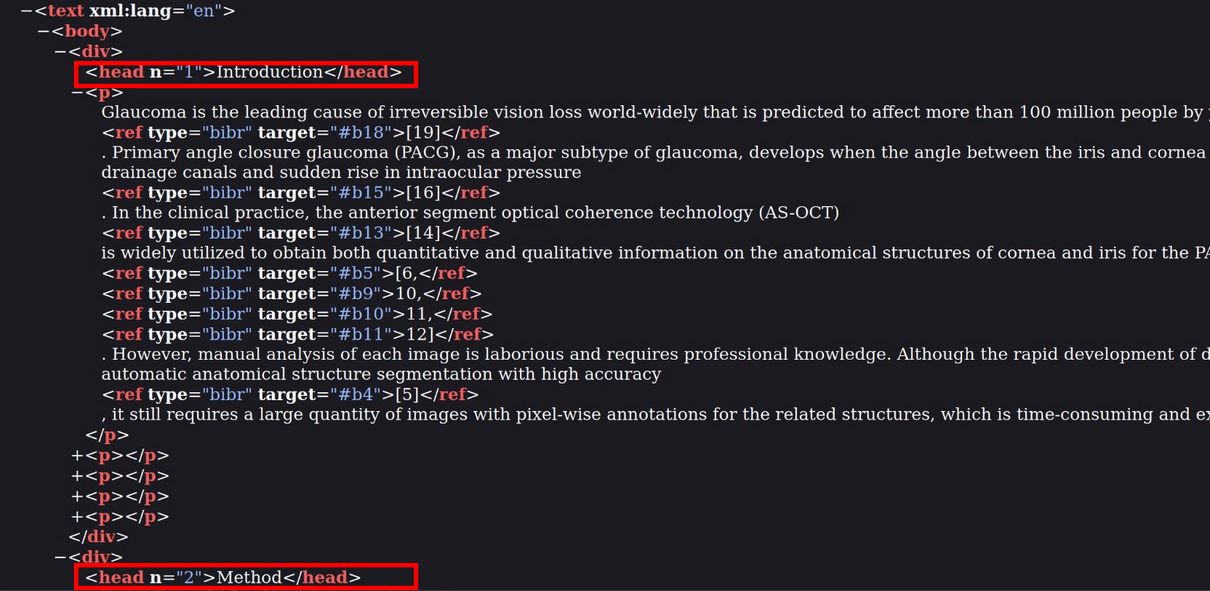 −<text xml:lang="en">
−<body>
−<div>
<head n="1">Introduction</head>
−<p>
Glaucoma is the leading cause of irreversible vision loss world-widely that is predicted to affect more than 100 million people by
<ref type="bibr" target="#b18">[19]</ref>
. Primary angle closure glaucoma (PACG), as a major subtype of glaucoma, develops when the angle between the iris and cornea
drainage canals and sudden rise in intraocular pressure
<ref type="bibr" target="#b15">[16]</ref>
. In the clinical practice, the anterior segment optical coherence technology (AS-OCT)
<ref type="bibr" target="#b13">[14]</ref>
is widely utilized to obtain both quantitative and qualitative information on the anatomical structures of cornea and iris for the
<ref type="bibr" target="#b5">[6,</ref>
<ref type="bibr" target="#b9">10,</ref>
<ref type="bibr" target="#b10">11,</ref>
<ref type="bibr" target="#b11">12]</ref>
. However, manual analysis of each image is laborious and requires professional knowledge. Although the rapid development of
automatic anatomical structure segmentation with high accuracy
<ref type="bibr" target="#b4">[5]</ref>
, it still requires a large quantity of images with pixel-wise annotations for the related structures, which is time-consuming and
</p>
+<p></p>
+<p></p>
+<p></p>
+<p></p>
</div>
−<div>
<head n="2">Method</head>